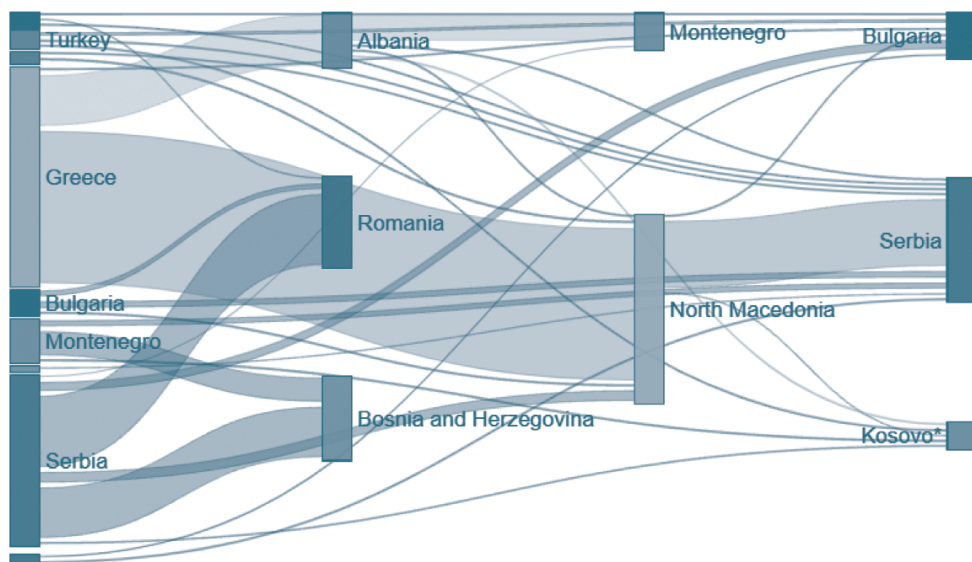 Turkey
Albania
Montenegro
Bulgaria
Greece
Romania
Serbia
Bulgaria
North Macedonia
Montenegro
Bosnia and Herzegovina
Kosovo*
Serbia